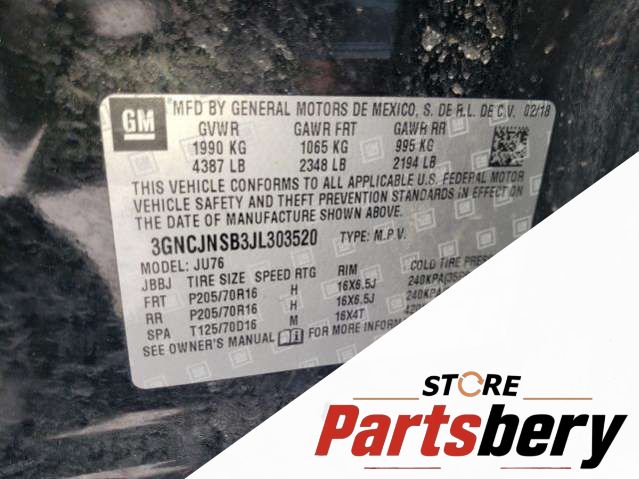 GM
MFD BY GENERAL MOTORS DE MEXICO, S. DE R.L. DE C.V. 02/18
GVWR GAWR FRT GAWR RR
1990 KG 1065 KG 995 KG
4387 LB 2348 LB 2194 LB
THIS VEHICLE CONFORMS TO ALL APPLICABLE U.S. FEDERAL MOTOR
VEHICLE SAFETY AND THEFT PREVENTION STANDARDS IN EFFECT ON
THE DATE OF MANUFACTURE SHOWN ABOVE.
3GNCJNSB3JL303520 TYPE: M.P.V.
MODEL: JU76
JBBJ TIRE SIZE SPEED RTG RIM COLD TIRE
FRT P205/70R16 H 16X6.5J
RR P205/70R16 H 16X6.5J
SPA T125/70D16 M 16X4T
SEE OWNER'S MANUAL FOR MORE
STORE
Partsbery